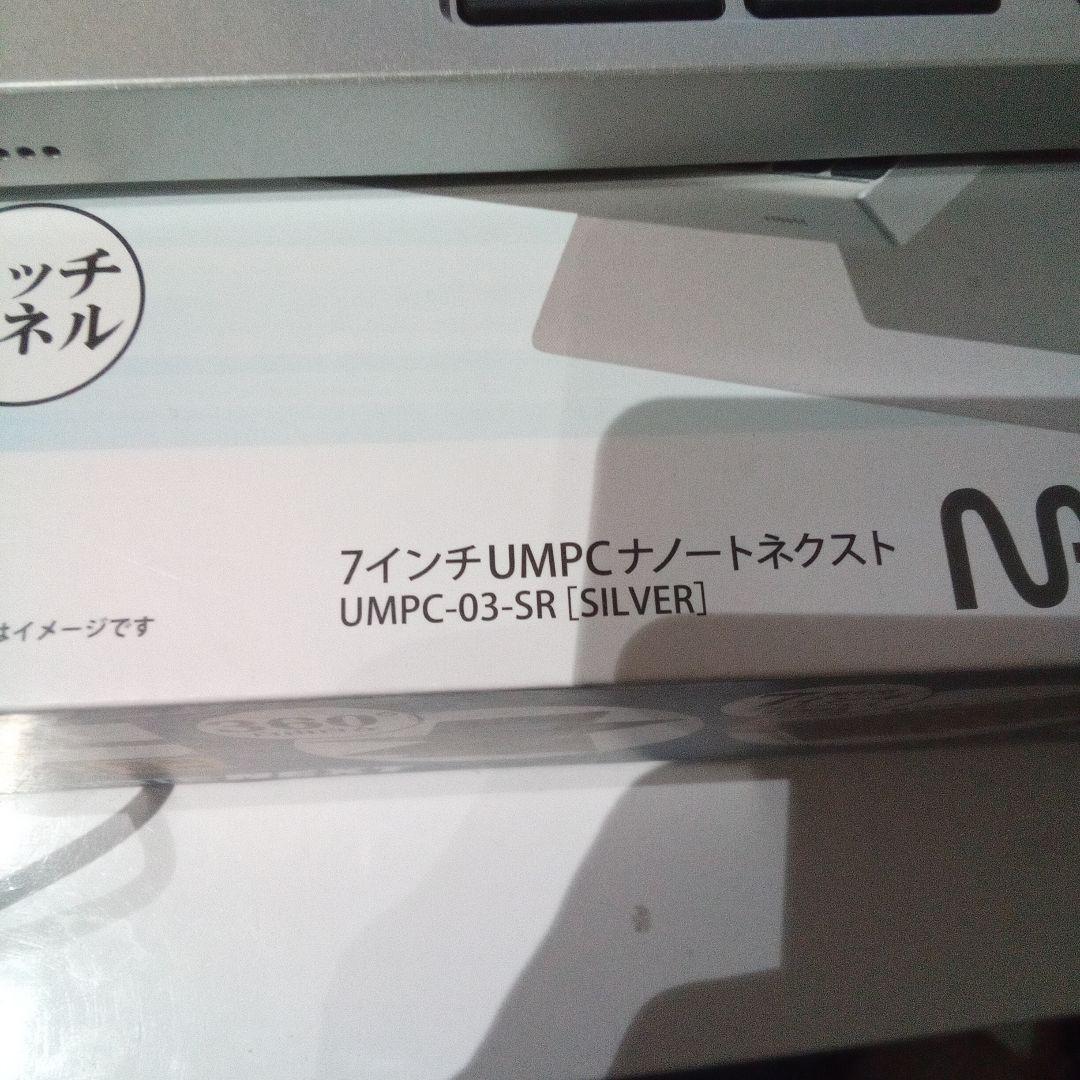 ッチ
ネル
7インチUMPCナノートネクスト
UMPC-03-SR [SILVER]
はイメージです
360°